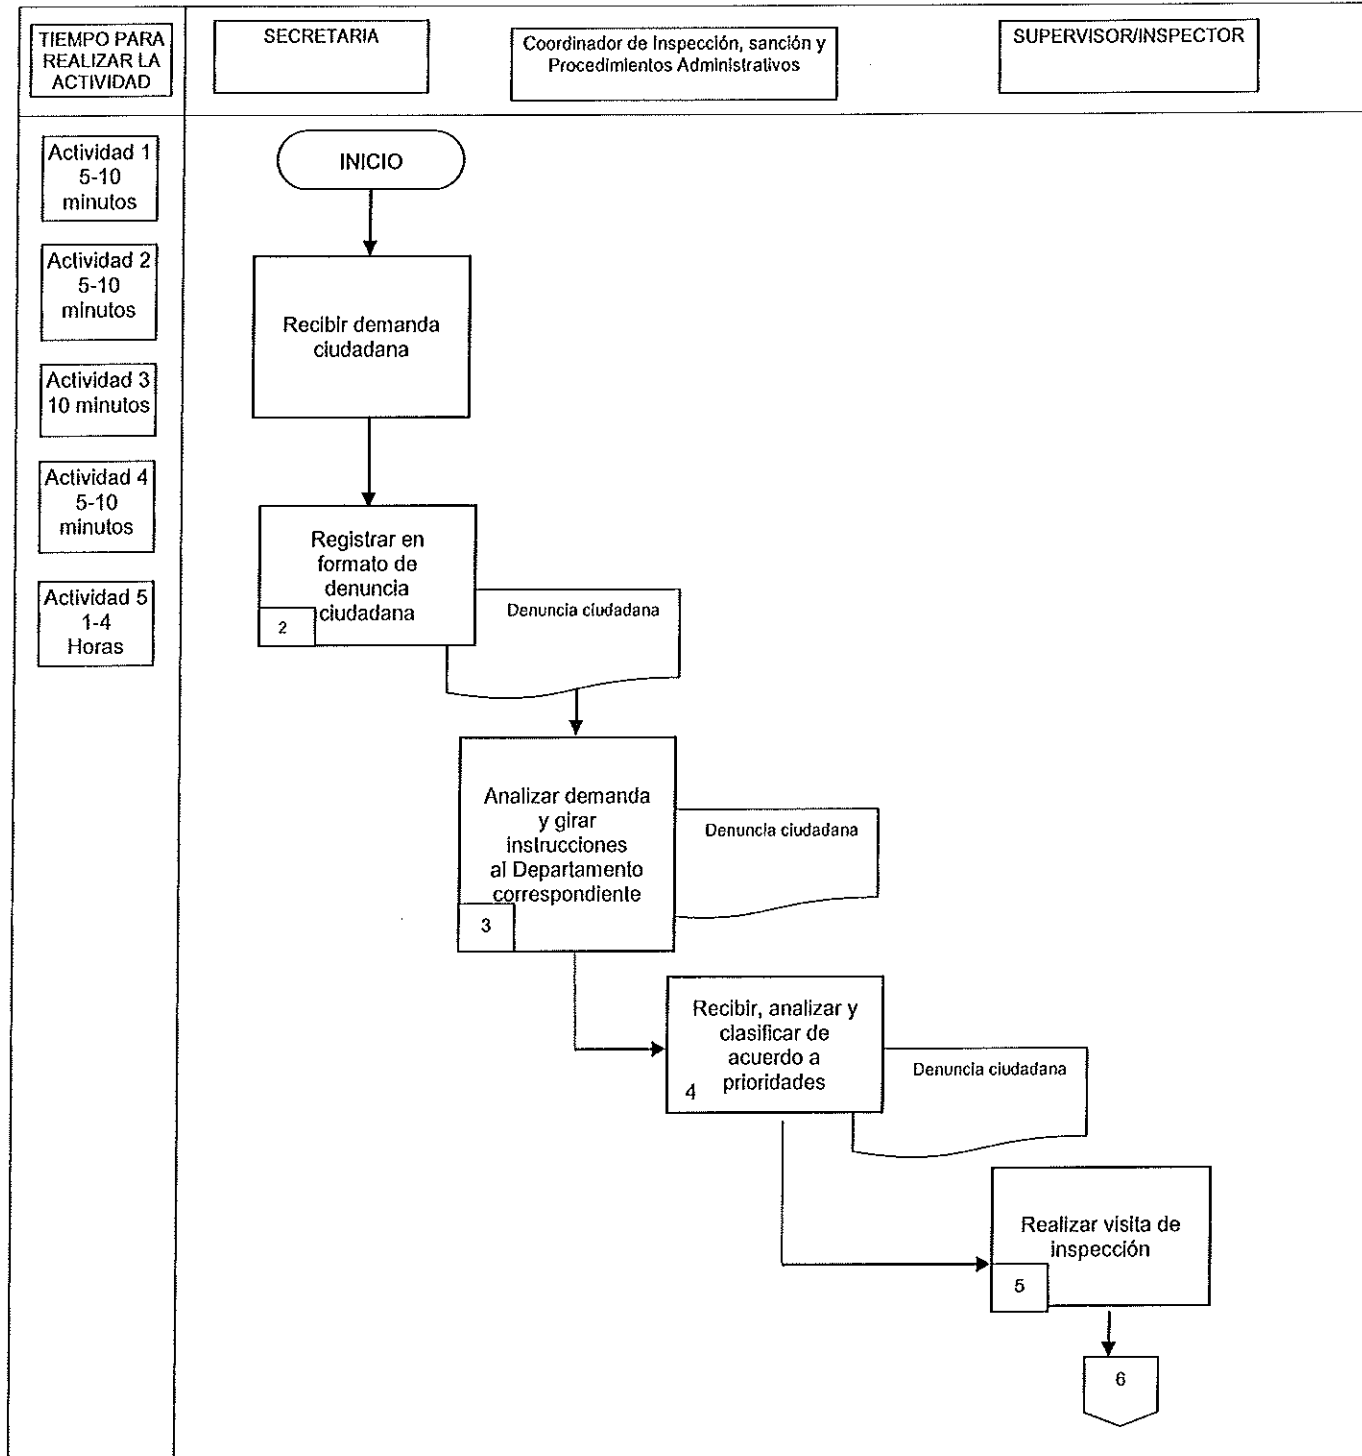 TIEMPO PARA
REALIZAR LA
ACTIVIDAD
SECRETARIA
Coordinador de Inspección, sanción y
Procedimientos Administrativos
SUPERVISOR/INSPECTOR
Actividad 1
5-10
minutos
Actividad 2
5-10
minutos
Actividad 3
10 minutos
Actividad 4
5-10
minutos
Actividad 5
1-4
Horas
INICIO
Recibir demanda
ciudadana
Registrar en
formato de
denuncia
ciudadana
2
Denuncia ciudadana
Analizar demanda
y girar
instrucciones
al Departamento
correspondiente
3
Denuncia ciudadana
Recibir, analizar y
clasificar de
acuerdo a
prioridades
4
Denuncia ciudadana
Realizar visita de
inspección
5
6